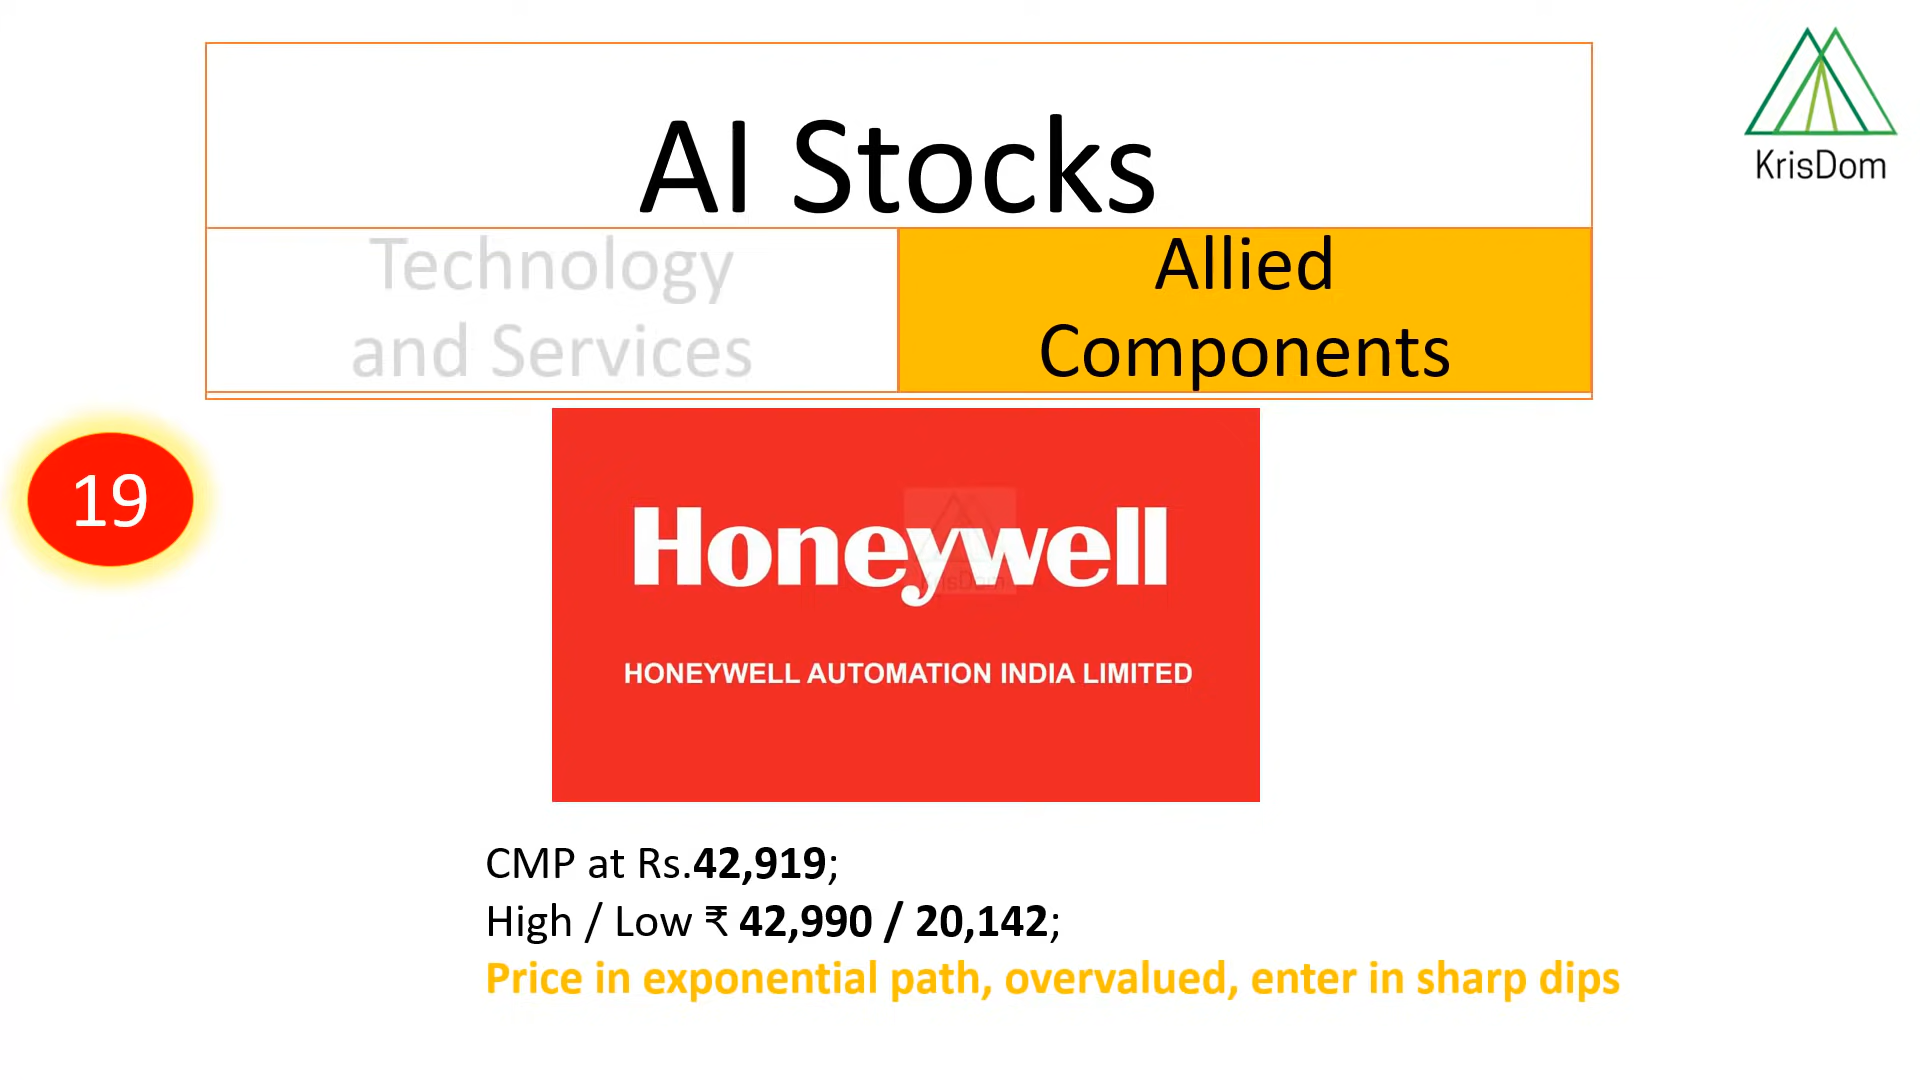 AI Stocks
KrisDom
Technology
and Services
Allied
Components
19
Honeywell
KrisDom
HONEYWELL AUTOMATION INDIA LIMITED
CMP at Rs.42,919;
High / Low ₹ 42,990 / 20,142;
Price in exponential path, overvalued, enter in sharp dips